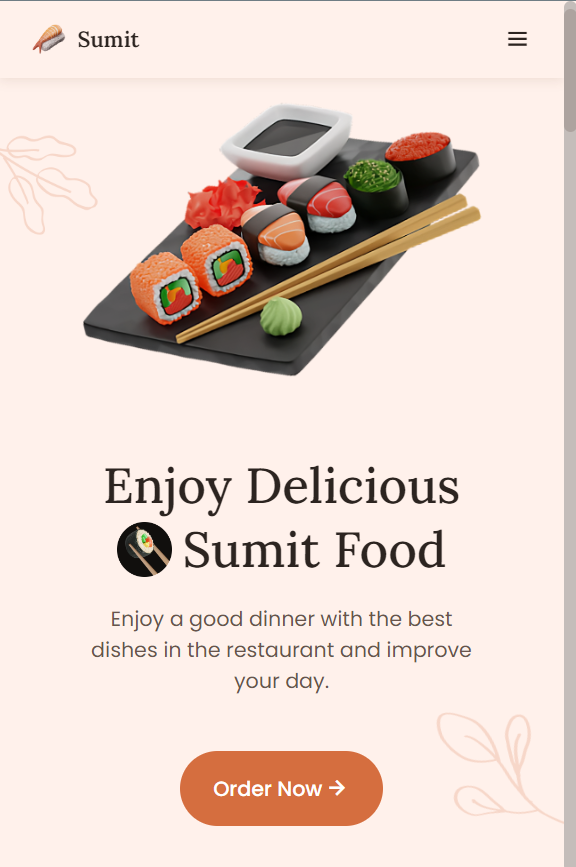 Sumit
Enjoy Delicious
Sumit Food
Enjoy a good dinner with the best
dishes in the restaurant and improve
your day.
Order Now →